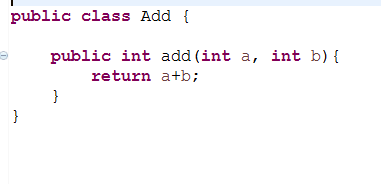 public class Add {
public int add(int a, int b){
return a+b;
}
}